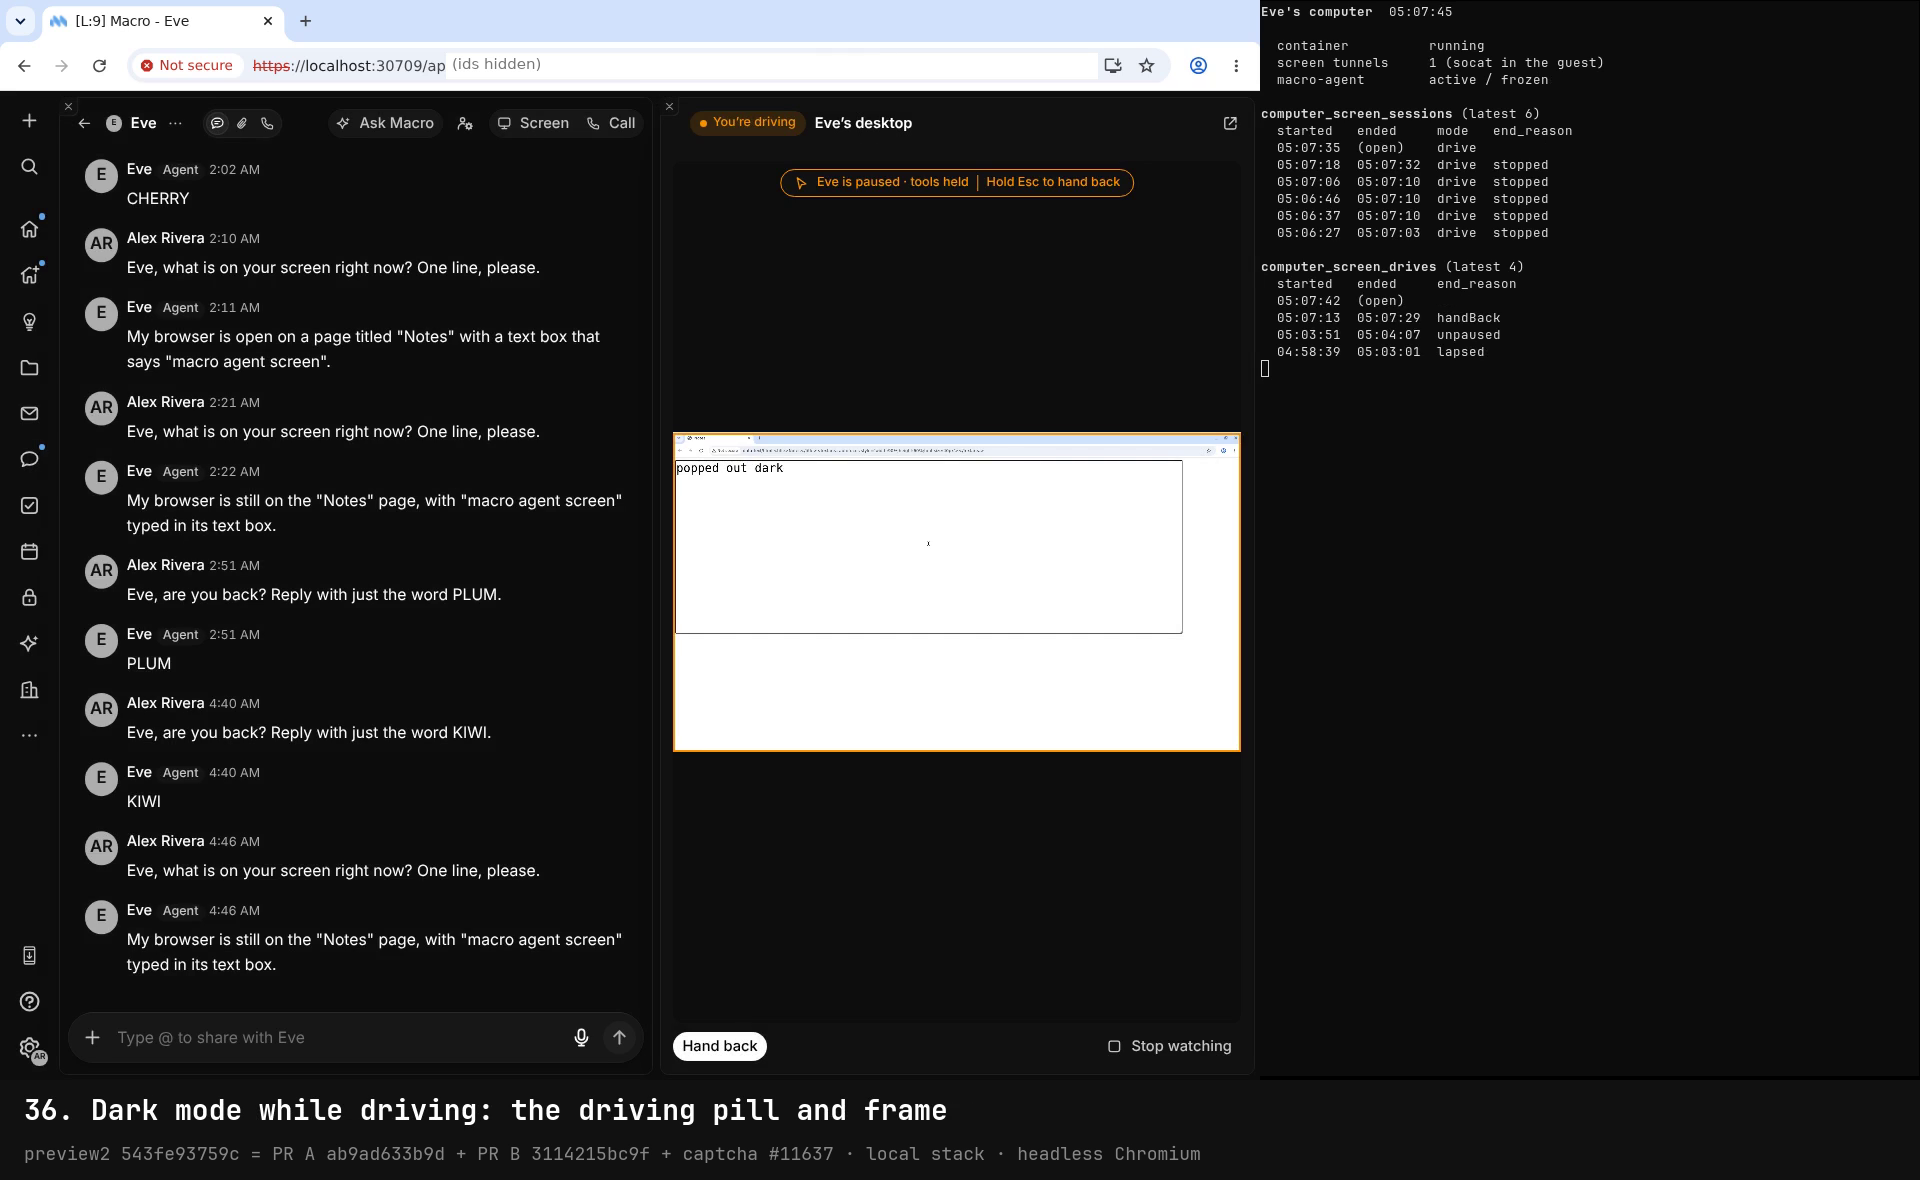 [L:9] Macro - Eve
Not secure
https://localhost:30709/ap
(ids hidden)
Eve
Ask Macro
Screen
Call
E
Eve Agent 2:02 AM
CHERRY
AR
Alex Rivera 2:10 AM
Eve, what is on your screen right now? One line, please.
E
Eve Agent 2:11 AM
My browser is open on a page titled "Notes" with a text box that
says "macro agent screen".
AR
Alex Rivera 2:21 AM
Eve, what is on your screen right now? One line, please.
E
Eve Agent 2:22 AM
My browser is still on the "Notes" page, with "macro agent screen"
typed in its text box.
AR
Alex Rivera 2:51 AM
Eve, are you back? Reply with just the word PLUM.
E
Eve Agent 2:51 AM
PLUM
AR
Alex Rivera 4:40 AM
Eve, are you back? Reply with just the word KIWI.
E
Eve Agent 4:40 AM
KIWI
AR
Alex Rivera 4:46 AM
Eve, what is on your screen right now? One line, please.
E
Eve Agent 4:46 AM
My browser is still on the "Notes" page, with "macro agent screen"
typed in its text box.
Type @ to share with Eve
AR
You're driving
Eve's desktop
Eve is paused · tools held | Hold Esc to hand back
popped out dark
Hand back
Stop watching
Eve's computer 05:07:45
container running
screen tunnels 1 (socat in the guest)
macro-agent active / frozen
computer_screen_sessions (latest 6)
started ended mode end_reason
05:07:35 (open) drive
05:07:18 05:07:32 drive stopped
05:07:06 05:07:10 drive stopped
05:06:46 05:07:10 drive stopped
05:06:37 05:07:10 drive stopped
05:06:27 05:07:03 drive stopped
computer_screen_drives (latest 4)
started ended end_reason
05:07:42 (open)
05:07:13 05:07:29 handBack
05:03:51 05:04:07 unpaused
04:58:39 05:03:01 lapsed
36. Dark mode while driving: the driving pill and frame
preview2 543fe93759c = PR A ab9ad633b9d + PR B 3114215bc9f + captcha #11637 · local stack · headless Chromium